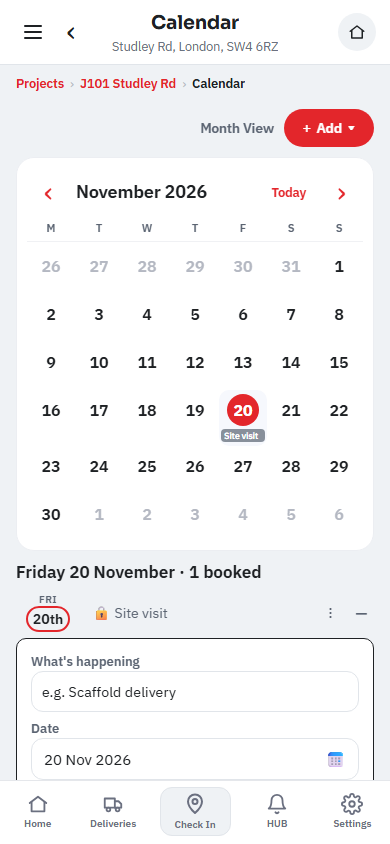 Calendar
Studley Rd, London, SW4 6RZ
Projects › J101 Studley Rd › Calendar
Month View
+ Add
November 2026
Today
M T W T F S S
26 27 28 29 30 31 1
2 3 4 5 6 7 8
9 10 11 12 13 14 15
16 17 18 19 20 21 22
Site visit
23 24 25 26 27 28 29
30 1 2 3 4 5 6
Friday 20 November · 1 booked
FRI
20th
Site visit
What's happening
e.g. Scaffold delivery
Date
20 Nov 2026
Home Deliveries Check In HUB Settings